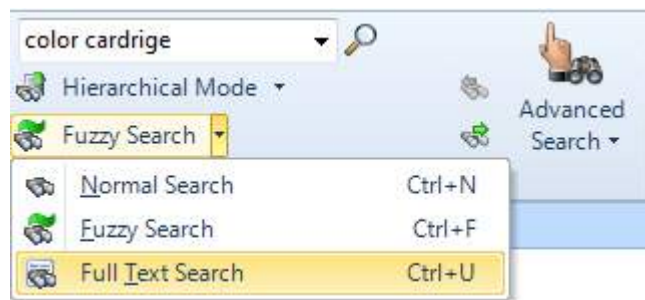 color cardrige
Hierarchical Mode
Advanced
Search
Fuzzy Search
Normal Search Ctrl+N
Fuzzy Search Ctrl+F
Full Text Search Ctrl+U